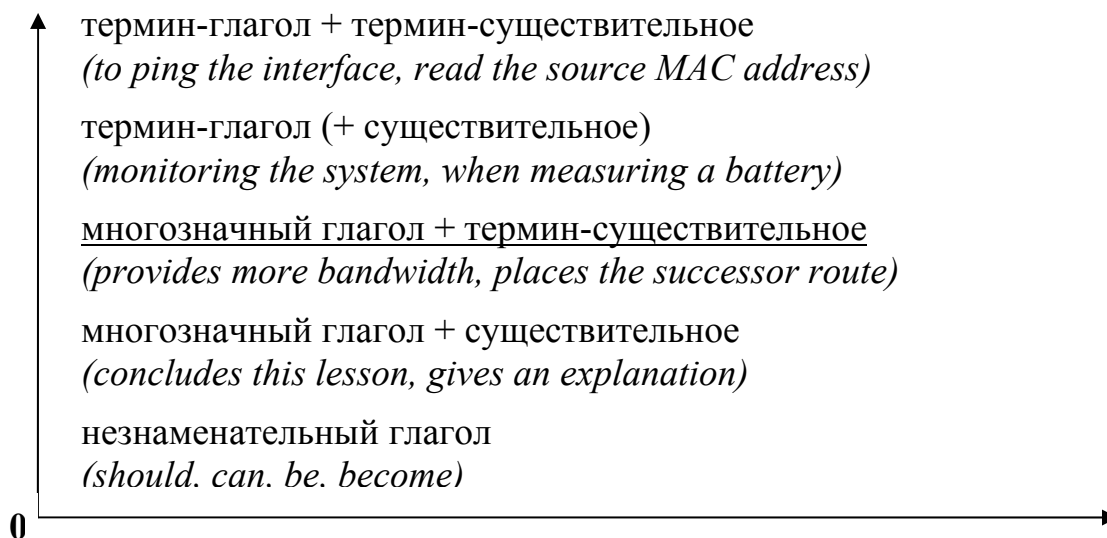 термин-глагол + термин-существительное
(to ping the interface, read the source MAC address)
термин-глагол (+ существительное)
(monitoring the system, when measuring a battery)
многозначный глагол + термин-существительное
(provides more bandwidth, places the successor route)
многозначный глагол + существительное
(concludes this lesson, gives an explanation)
незнаменательный глагол
(should, can, be, become)
0